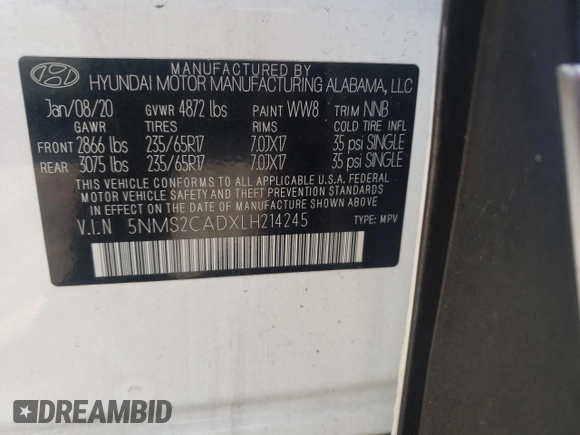 MANUFACTURED BY
HYUNDAI MOTOR MANUFACTURING ALABAMA, LLC
Jan/08/20 GVWR 4872 lbs PAINT WW8 TRIM NNB
GAWR TIRES RIMS COLD TIRE INFL
FRONT 2866 lbs 235/65R17 7.0JX17 35 psi SINGLE
REAR 3075 lbs 235/65R17 7.0JX17 35 psi SINGLE
THIS VEHICLE CONFORMS TO ALL APPLICABLE U.S.A. FEDERAL
MOTOR VEHICLE SAFETY STANDARDS IN EFFECT ON THE
DATE OF MANUFACTURE SHOWN ABOVE.
V.I.N 5NMS2CADXLH214245 TYPE: MPV
DREAMBID